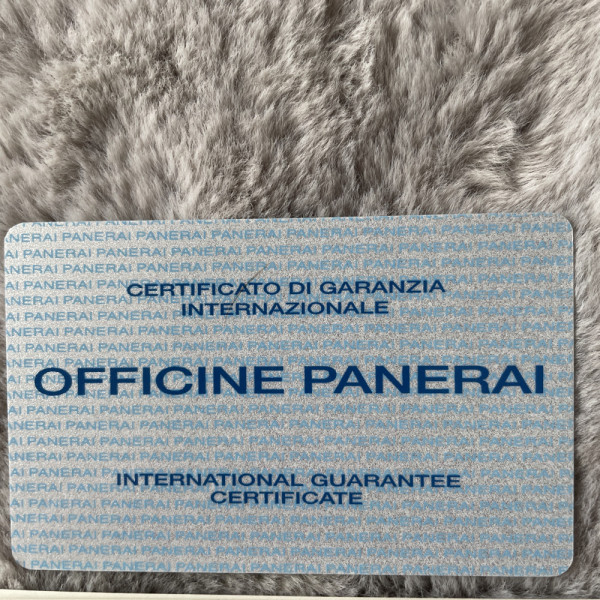 CERTIFICATO DI GARANZIA
INTERNAZIONALE
OFFICINE PANERAI
INTERNATIONAL GUARANTEE
CERTIFICATE